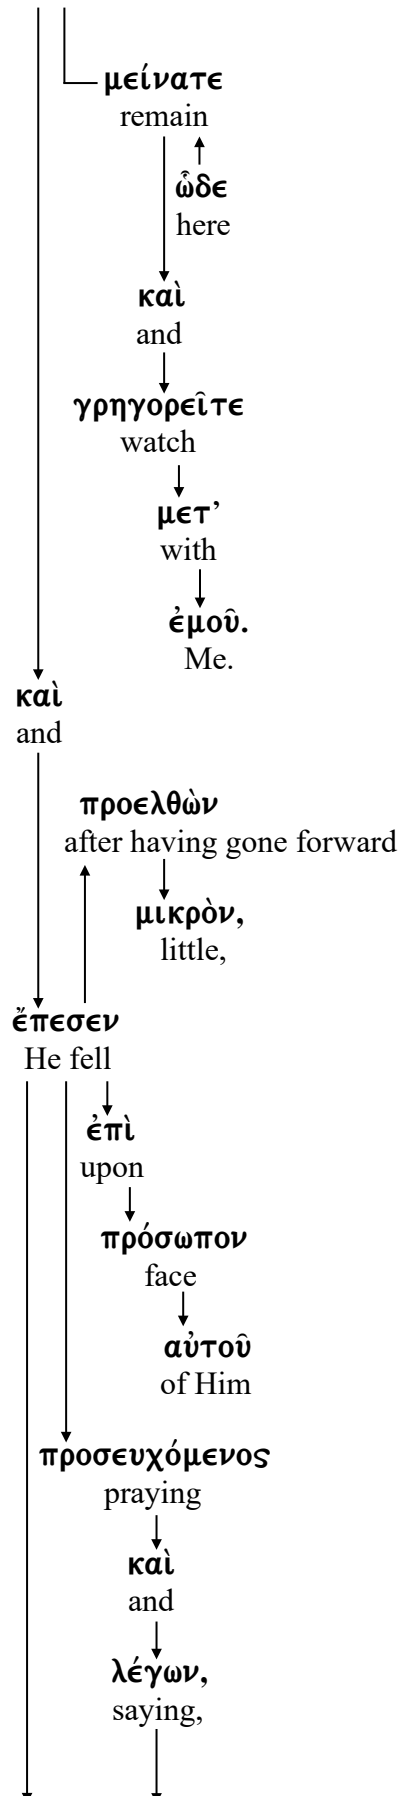 μείνατε
remain
ὧδε
here
καὶ
and
γρηγορεῖτε
watch
μετ’
with
ἐμοῦ.
Me.
καὶ
and
προελθὼν
after having gone forward
μικρὸν,
little,
ἔπεσεν
He fell
ἐπὶ
upon
πρόσωπον
face
αὐτοῦ
of Him
προσευχόμενος
praying
καὶ
and
λέγων,
saying,